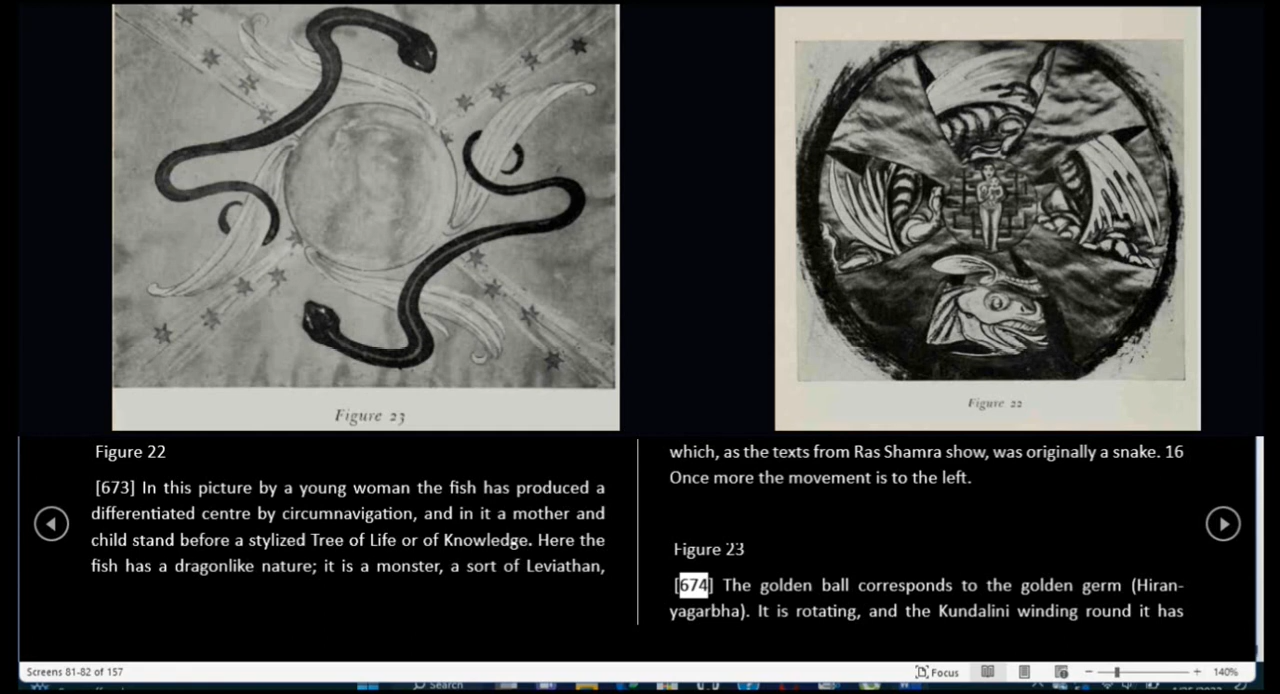 Figure 23
Figure 22
Figure 22
[673] In this picture by a young woman the fish has produced a
differentiated centre by circumnavigation, and in it a mother and
child stand before a stylized Tree of Life or of Knowledge. Here the
fish has a dragonlike nature; it is a monster, a sort of Leviathan,
which, as the texts from Ras Shamra show, was originally a snake. 16
Once more the movement is to the left.
Figure 23
[674] The golden ball corresponds to the golden germ (Hiran-
yagarbha). It is rotating, and the Kundalini winding round it has
Screens 81-82 of 157
Focus
140%
Search